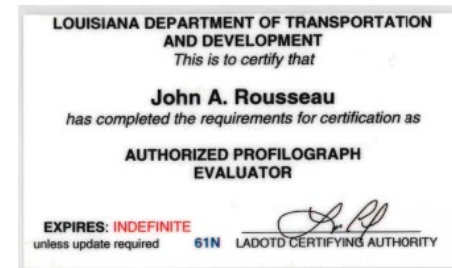 LOUISIANA DEPARTMENT OF TRANSPORTATION
AND DEVELOPMENT
This is to certify that
John A. Rousseau
has completed the requirements for certification as
AUTHORIZED PROFILOGRAPH
EVALUATOR
EXPIRES: INDEFINITE
unless update required 61N LADOTD CERTIFYING AUTHORITY